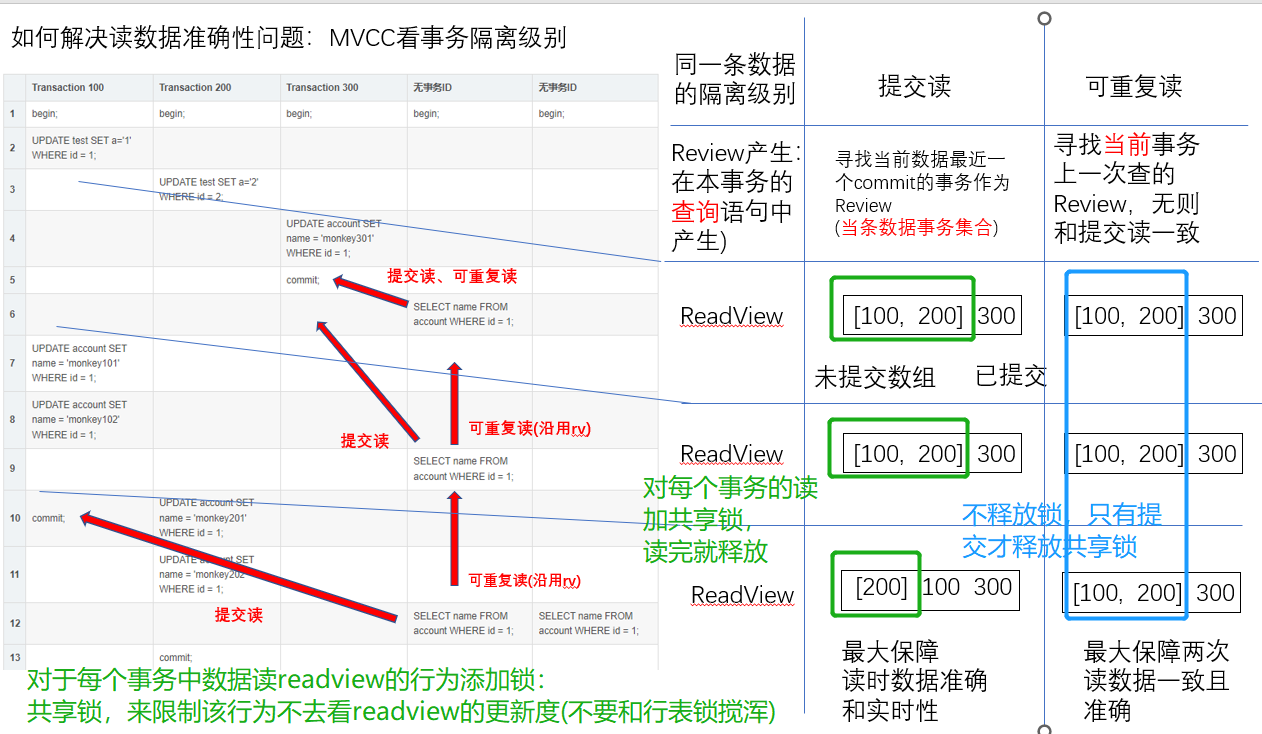 如何解决读数据准确性问题：MVCC看事务隔离级别
Transaction 100
Transaction 200
Transaction 300
无事务ID
无事务ID
1
begin;
begin;
begin;
begin;
begin;
2
UPDATE test SET a='1'
WHERE id = 1;
3
UPDATE test SET a='2'
WHERE id = 2;
4
UPDATE account SET
name = 'monkey301'
WHERE id = 1;
5
commit;
提交读、可重复读
6
SELECT name FROM
account WHERE id = 1;
7
UPDATE account SET
name = 'monkey101'
WHERE id = 1;
8
UPDATE account SET
name = 'monkey102'
WHERE id = 1;
提交读
可重复读(沿用rv)
9
SELECT name FROM
account WHERE id = 1;
10
commit;
UPDATE account SET
name = 'monkey201'
WHERE id = 1;
11
UPDATE account SET
name = 'monkey202'
WHERE id = 1;
可重复读(沿用rv)
提交读
12
SELECT name FROM
account WHERE id = 1;
SELECT name FROM
account WHERE id = 1;
13
commit;
对于每个事务中数据读readview的行为添加锁：
共享锁，来限制该行为不去看readview的更新度(不要和行表锁搅浑)
同一条数据
的隔离级别
提交读
可重复读
Review产生：
在本事务的
查询语句中
产生)
寻找当前数据最近一
个commit的事务作为
Review
(当条数据事务集合)
寻找当前事务
上一次查的
Review，无则
和提交读一致
ReadView
[100，200] 300
[100，200] 300
未提交数组
已提交
ReadView
[100，200] 300
[100，200] 300
对每个事务的读
加共享锁，
读完就释放
不释放锁，只有提
交才释放共享锁
ReadView
[200] 100 300
[100，200] 300
最大保障
读时数据准确
和实时性
最大保障两次
读数据一致且
准确